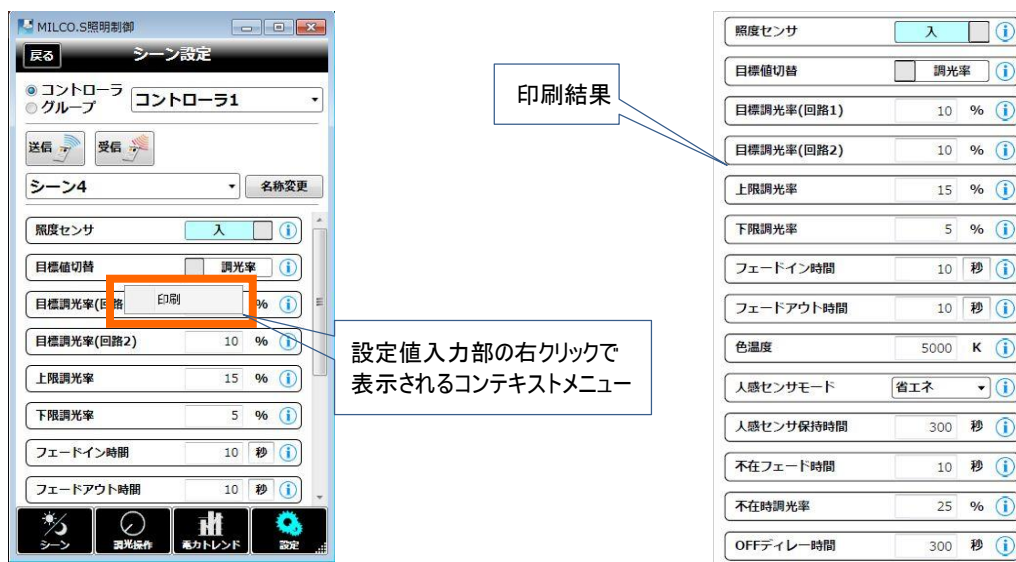 MILCO.S照明制御
戻る シーン設定
コントローラ
グループ
コントローラ1
送信 受信
シーン4 名称変更
照度センサ 入
目標値切替 調光率
目標調光率(回路 印刷 %
目標調光率(回路2) 10 %
上限調光率 15 %
下限調光率 5 %
フェードイン時間 10 秒
フェードアウト時間 10 秒
シーン 調光操作 電力トレンド 設定
設定値入力部の右クリックで
表示されるコンテキストメニュー
印刷結果
照度センサ 入
目標値切替 調光率
目標調光率(回路1) 10 %
目標調光率(回路2) 10 %
上限調光率 15 %
下限調光率 5 %
フェードイン時間 10 秒
フェードアウト時間 10 秒
色温度 5000 K
人感センサモード 省エネ
人感センサ保持時間 300 秒
不在フェード時間 10 秒
不在時調光率 25 %
OFFディレー時間 300 秒